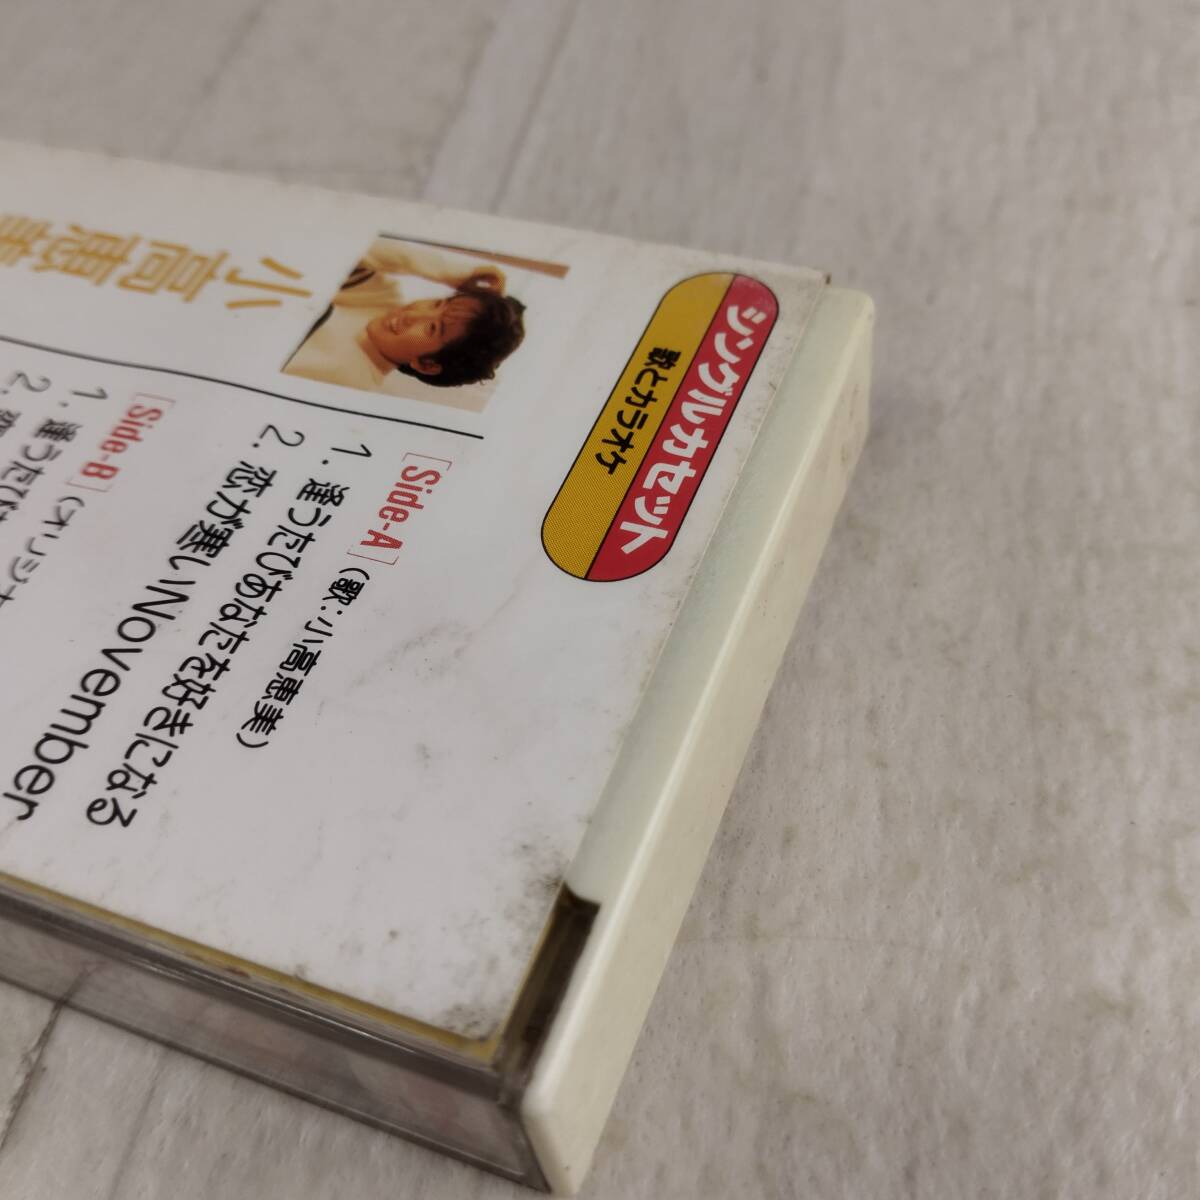 シングルカセット
歌とカラオケ
小高恵美
[Side-A](歌:小高恵美)
1. 逢うたびあなたを好きになる
2. 恋が寒いNovember
[Side-B](オリジナ
1. 逢うたび
2.